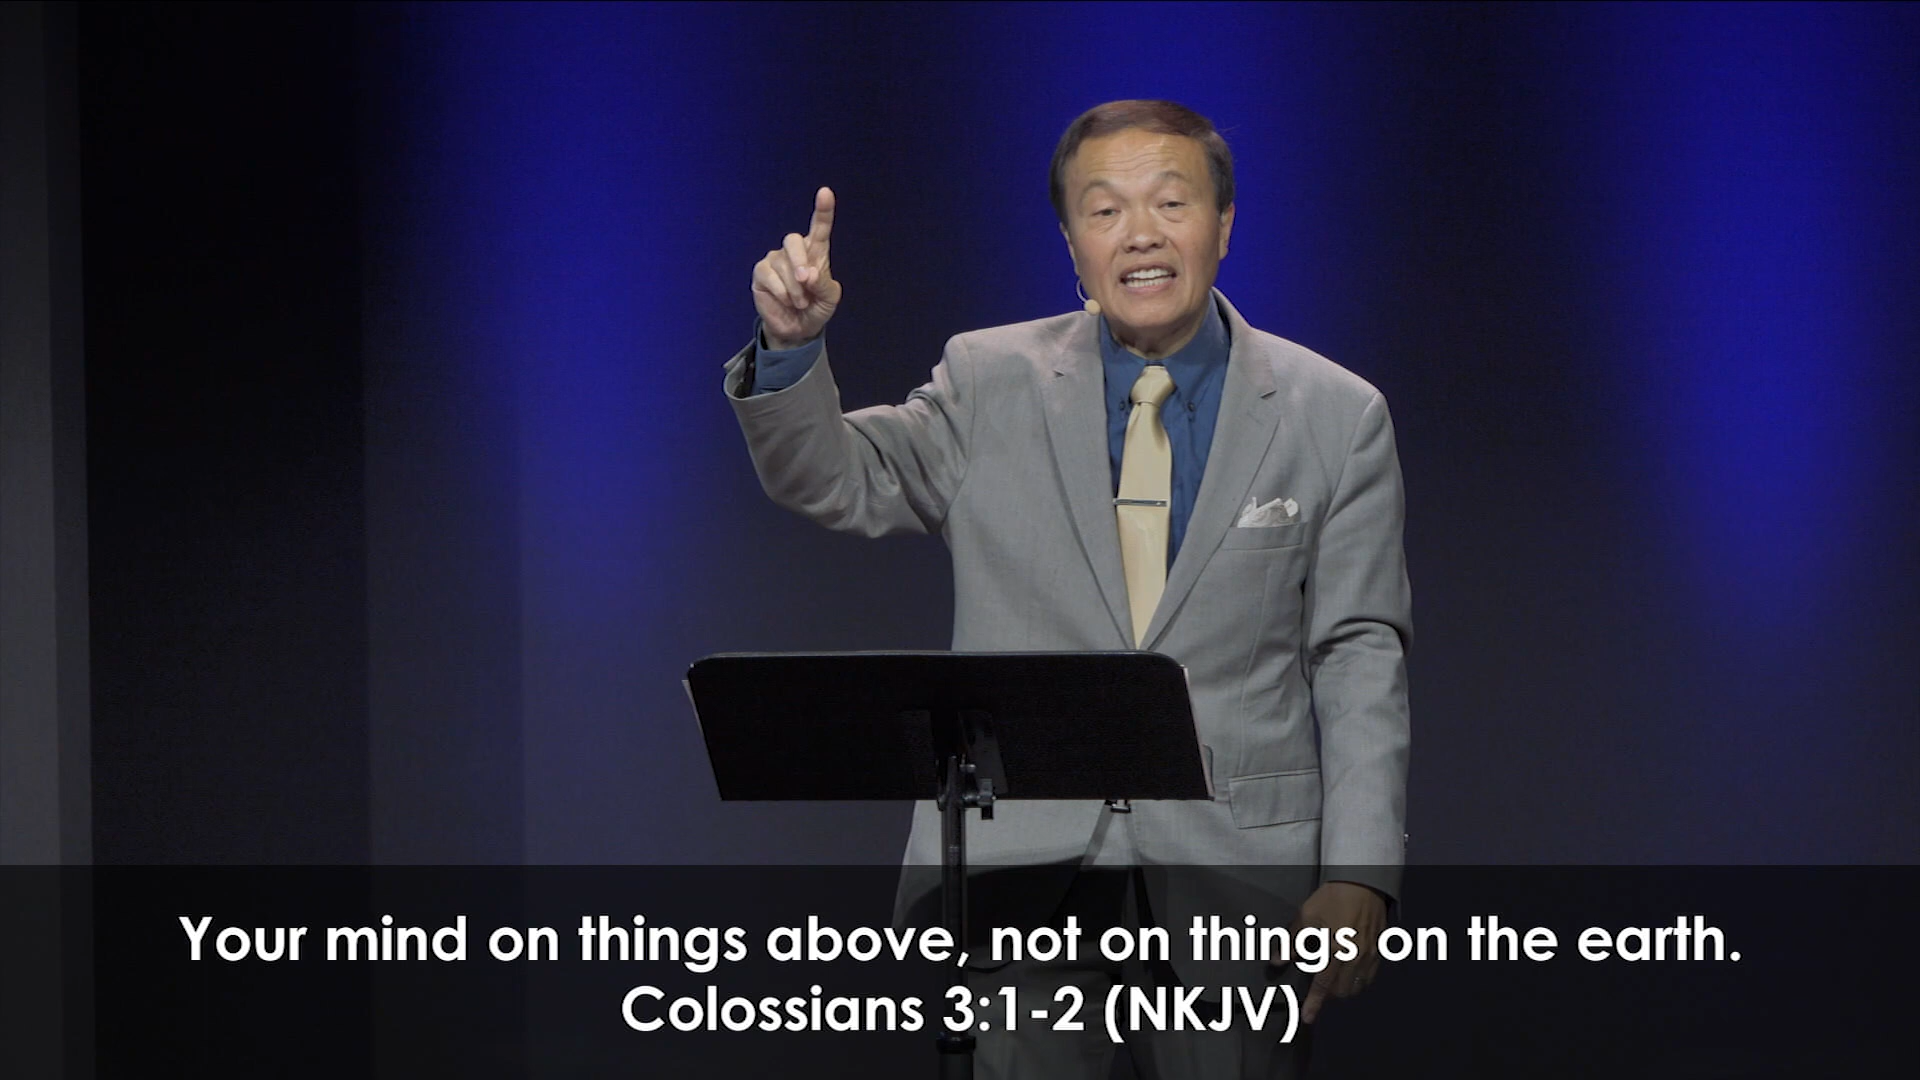 Your mind on things above, not on things on the earth.
Colossians 3:1-2 (NKJV)